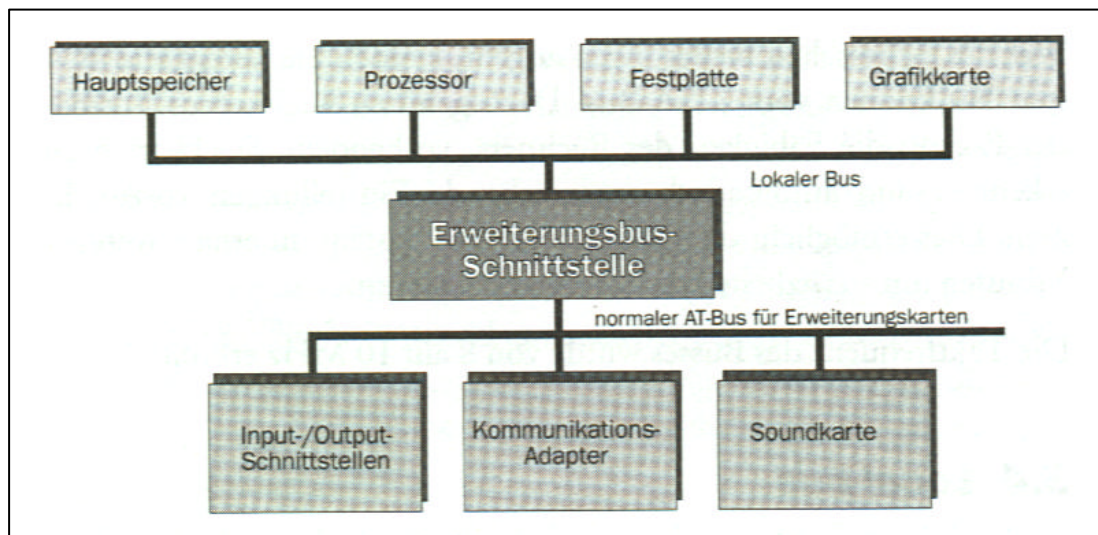 Hauptspeicher
Prozessor
Festplatte
Grafikkarte
Lokaler Bus
Erweiterungsbus-
Schnittstelle
normaler AT-Bus für Erweiterungskarten
Input-/Output-
Schnittstellen
Kommunikations-
Adapter
Soundkarte